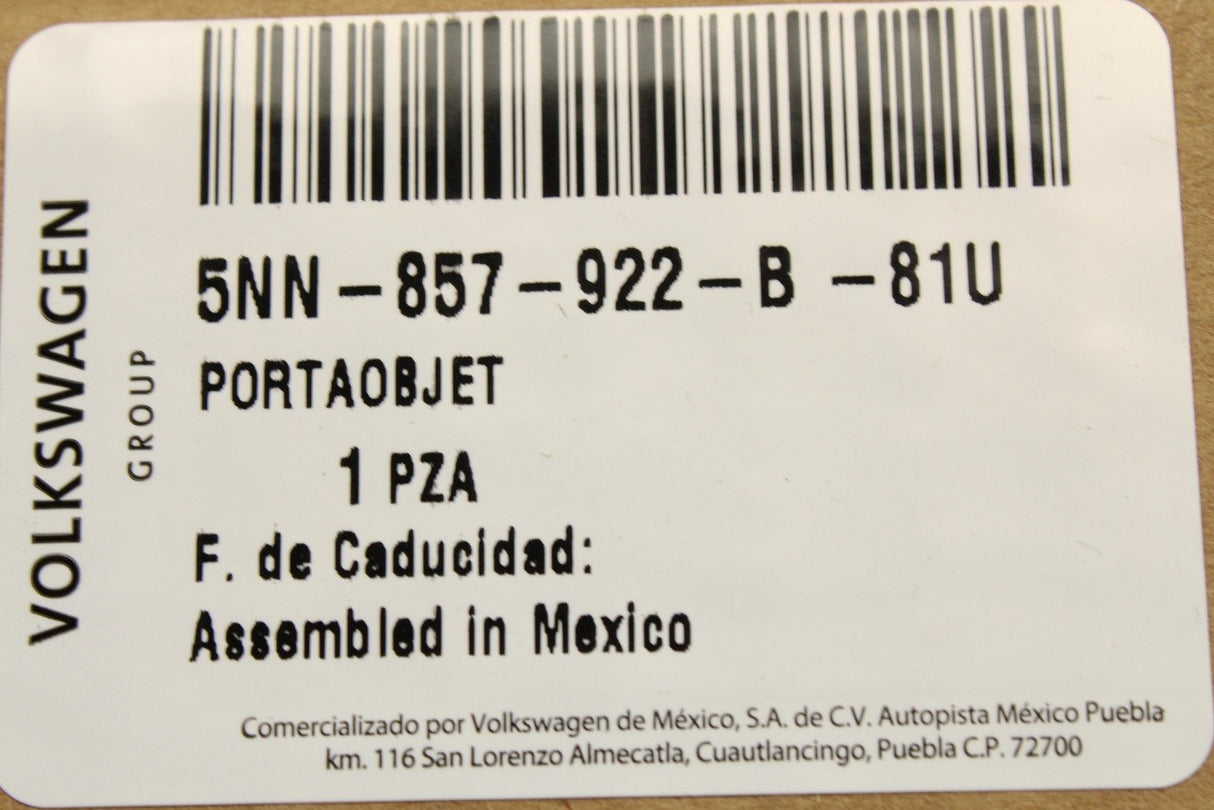 VOLKSWAGEN
GROUP
5NN-857-922-B -81U
PORTAOBJET
1 PZA
F. de Caducidad:
Assembled in Mexico
Comercializado por Volkswagen de México, S.A. de C.V. Autopista México Puebla
km. 116 San Lorenzo Almecatla, Cuautlancingo, Puebla C.P. 72700